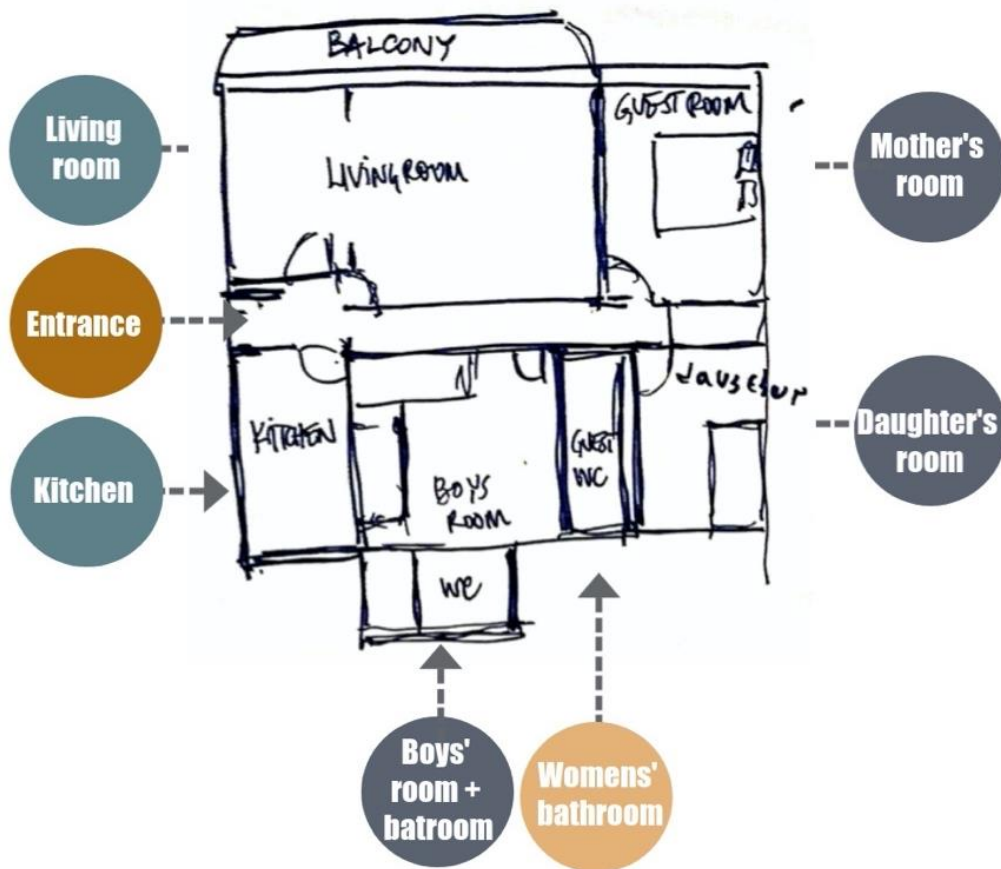 BALCONY
GUEST ROOM
LIVING ROOM
Living
room
Mother's
room
Entrance
KITCHEN
GUEST
WC
BOYS
ROOM
WC
Kitchen
Daughter's
room
Boys'
room +
batroom
Womens'
bathroom